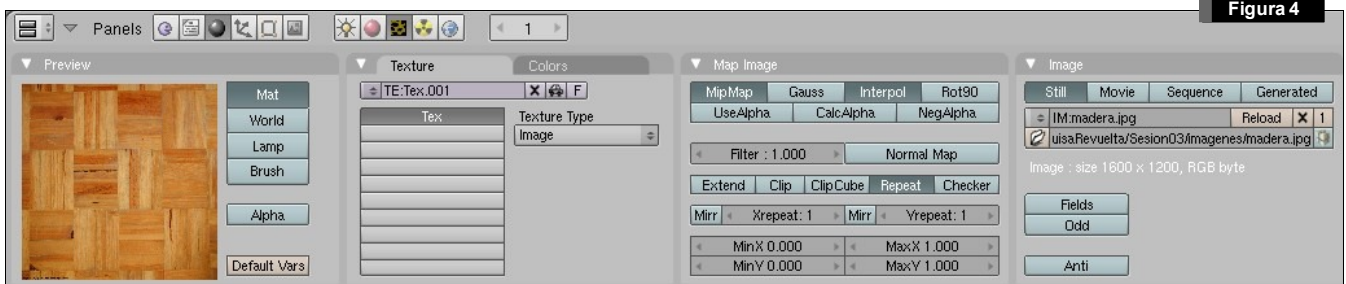 Figura 4
Panels
1
Preview
Mat
World
Lamp
Brush
Alpha
Default Vars
Texture
Colors
TE:Tex.001
X
F
Tex
Texture Type
Image
Map Image
MipMap Gauss Interpol Rot90
UseAlpha CalcAlpha NegAlpha
Filter : 1.000 Normal Map
Extend Clip ClipCube Repeat Checker
Mirr Xrepeat: 1 Mirr Yrepeat: 1
MinX 0.000 MaxX 1.000
MinY 0.000 MaxY 1.000
Image
Still Movie Sequence Generated
IM:madera.jpg Reload X 1
uisaRevuelta/Sesion03/imagenes/madera.jpg
Image : size 1600 x 1200, RGB byte
Fields
Odd
Anti